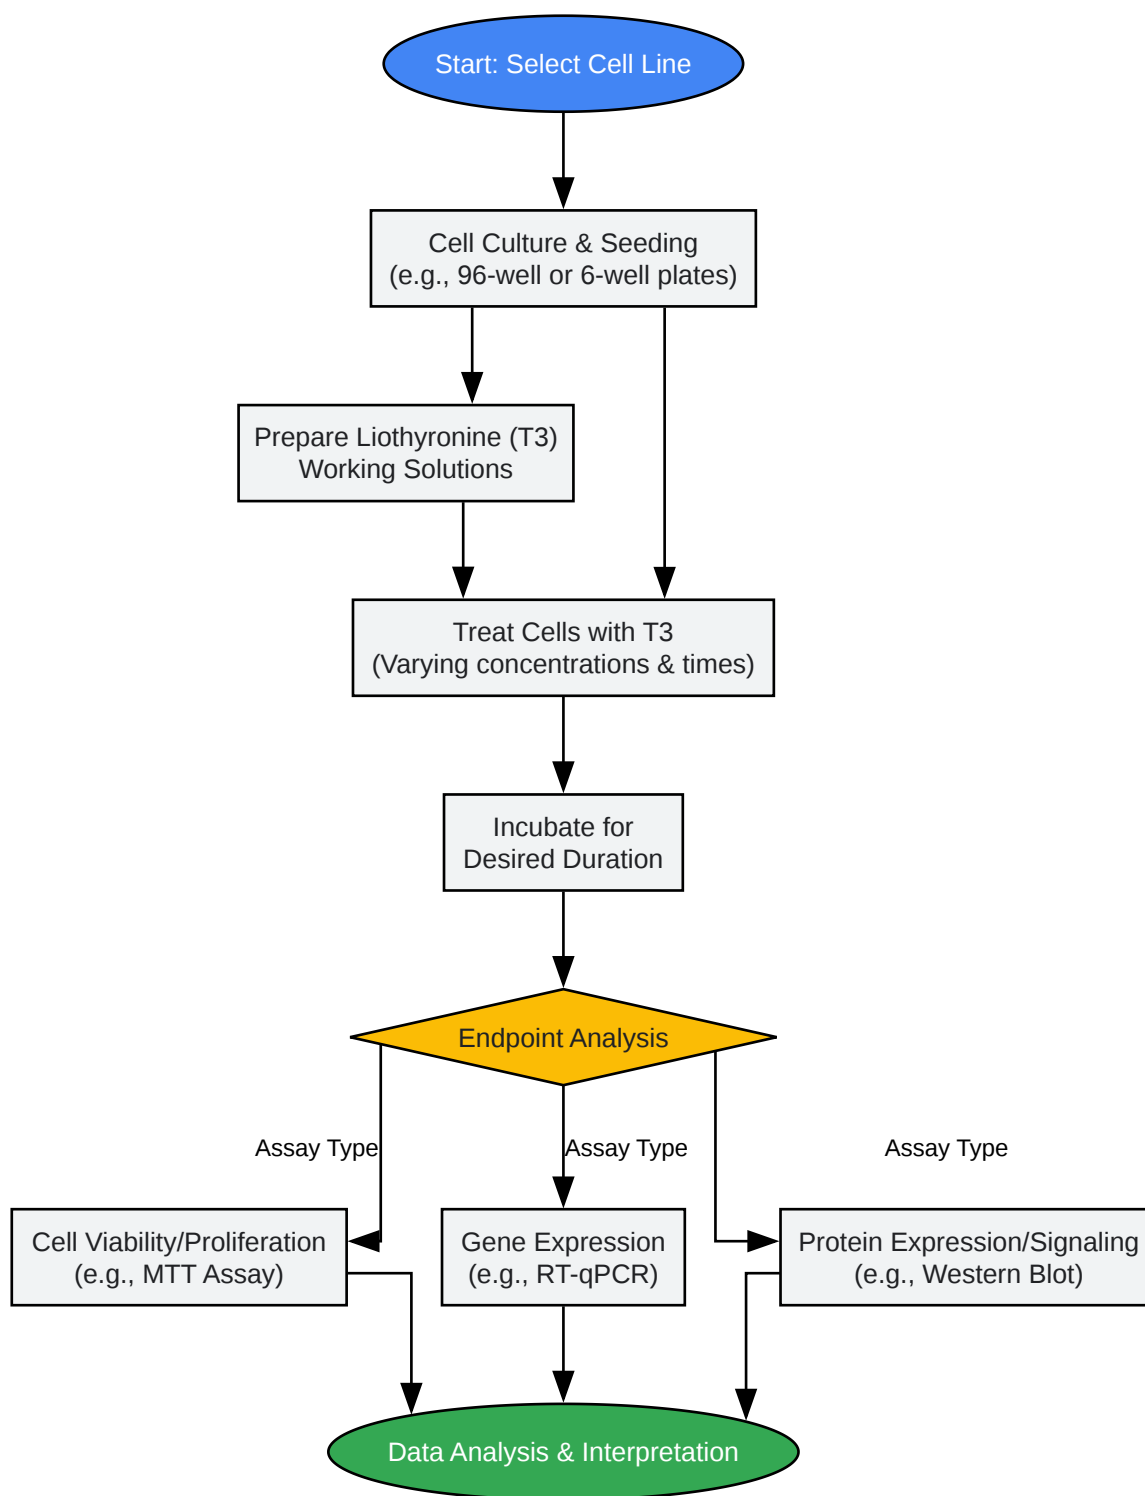 Start: Select Cell Line
Cell Culture & Seeding
(e.g., 96-well or 6-well plates)
Prepare Liothyronine (T3)
Working Solutions
Treat Cells with T3
(Varying concentrations & times)
Incubate for
Desired Duration
Endpoint Analysis
Assay Type
Assay Type
Assay Type
Cell Viability/Proliferation
(e.g., MTT Assay)
Gene Expression
(e.g., RT-qPCR)
Protein Expression/Signaling
(e.g., Western Blot)
Data Analysis & Interpretation